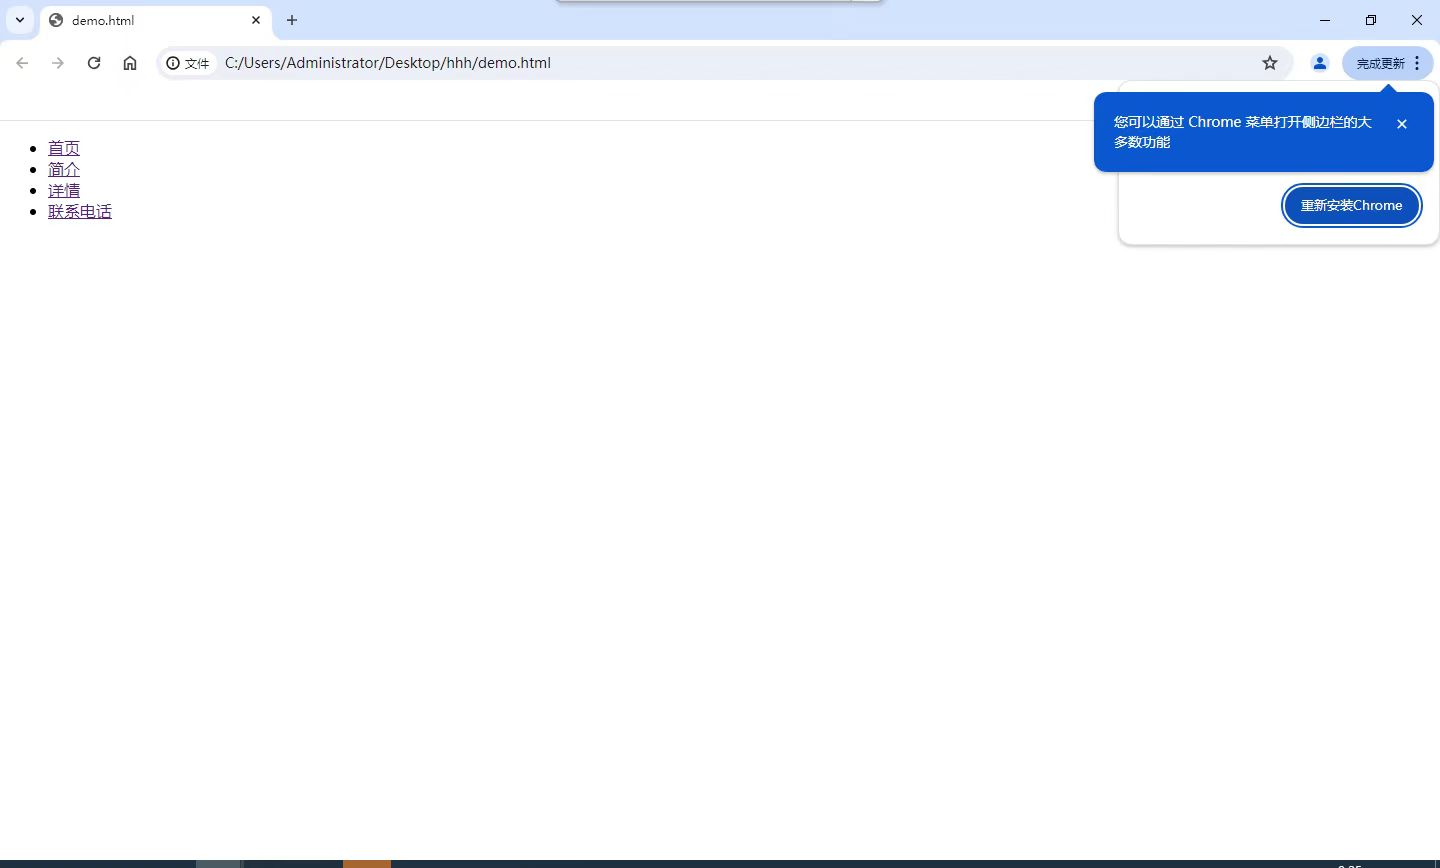 demo.html
文件 C:/Users/Administrator/Desktop/hhh/demo.html
完成更新
您可以通过 Chrome 菜单打开侧边栏的大
多数功能
重新安装Chrome
首页
简介
详情
联系电话